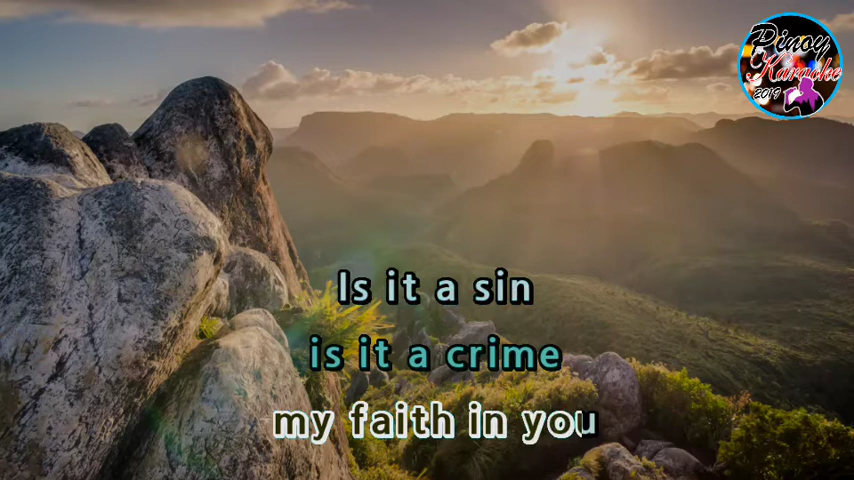 Pinoy
Karaoke
2019
Is it a sin
is it a crime
my faith in you